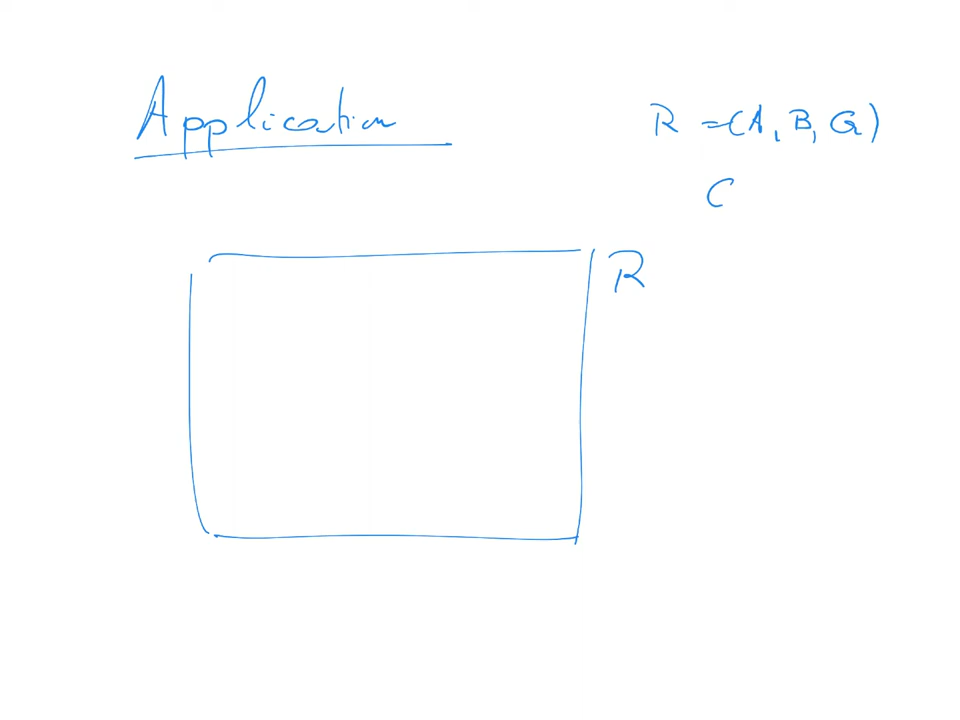 Application
R = (A, B, G)
C
R